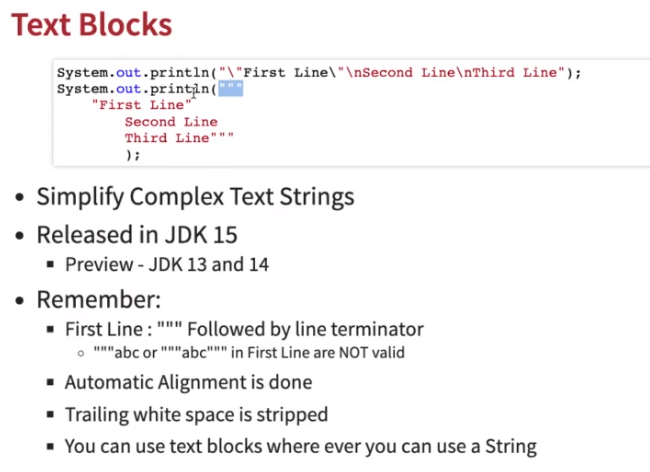 Text Blocks
System.out.println("\"First Line\"\nSecond Line\nThird Line");
System.out.println("""
"First Line"
Second Line
Third Line"""
);
• Simplify Complex Text Strings
• Released in JDK 15
▪ Preview - JDK 13 and 14
• Remember:
▪ First Line : """ Followed by line terminator
◦ """abc or """abc""" in First Line are NOT valid
▪ Automatic Alignment is done
▪ Trailing white space is stripped
▪ You can use text blocks where ever you can use a String